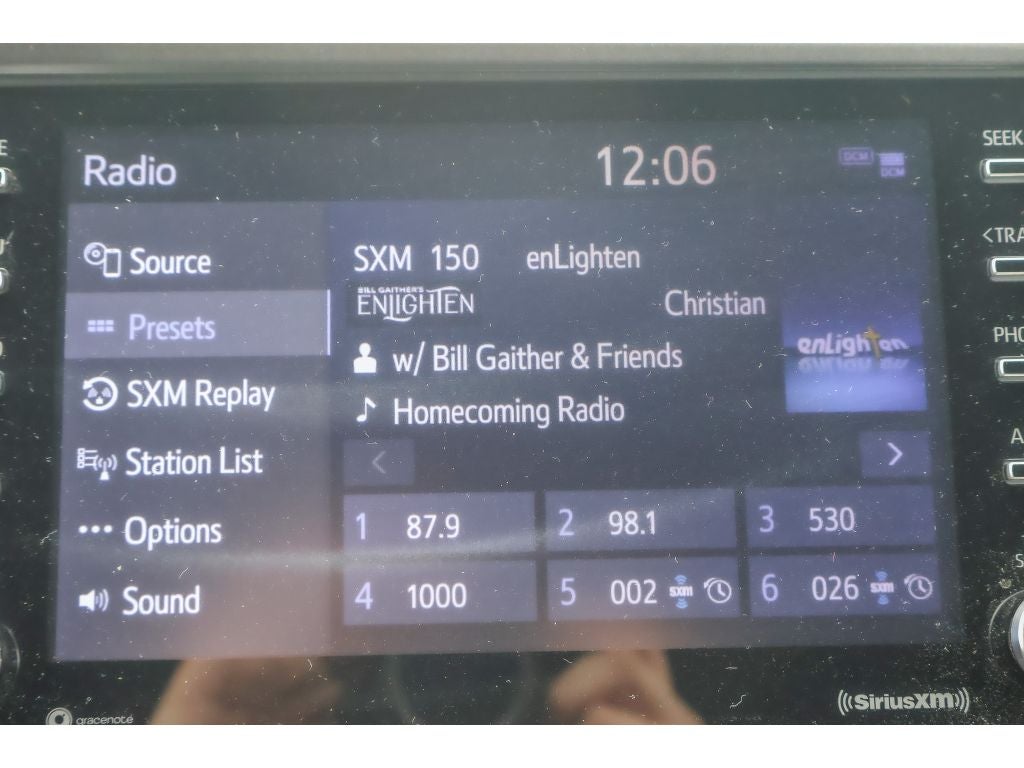 Radio
12:06
DCM
DCM
Source
Presets
SXM Replay
Station List
Options
Sound
SXM 150 enLighten
BILL GAITHER'S
ENLIGHTEN
Christian
enLighten
w/ Bill Gaither & Friends
Homecoming Radio
<
>
1 87.9
2 98.1
3 530
4 1000
5 002 SXM
6 026 SXM
SEEK
<TRA
PHO
A
S
E
gracenote
((SiriusXM))